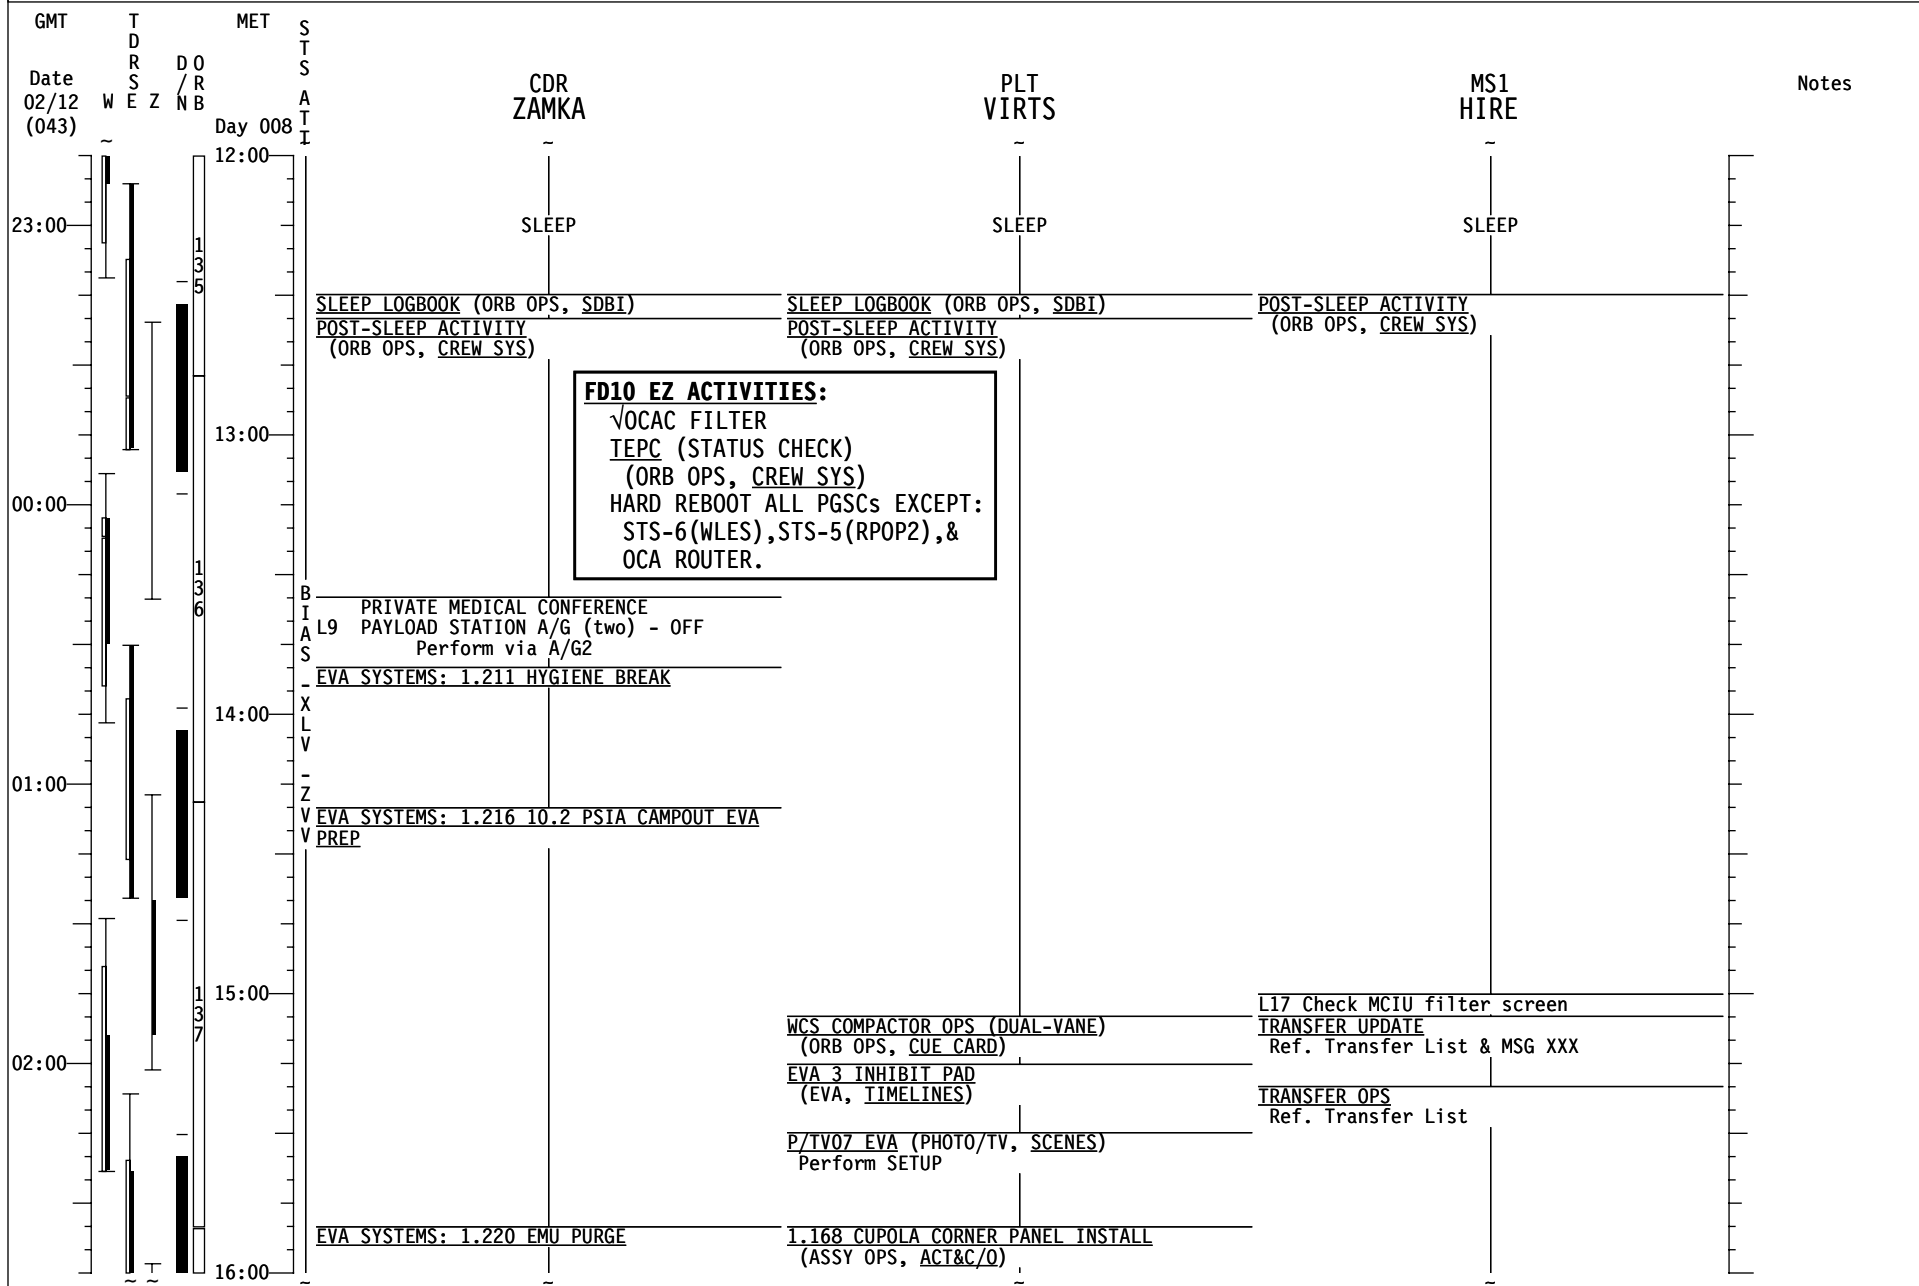 GMT
TDRS
MET
STS ATT
Date
02/12
(043)
W E Z
D/N
ORB
Day 008
CDR
ZAMKA
PLT
VIRTS
MS1
HIRE
Notes
~
~ ~ ~
12:00
23:00
SLEEP SLEEP SLEEP
135
SLEEP LOGBOOK (ORB OPS, SDBI)
POST-SLEEP ACTIVITY
(ORB OPS, CREW SYS)
SLEEP LOGBOOK (ORB OPS, SDBI)
POST-SLEEP ACTIVITY
(ORB OPS, CREW SYS)
POST-SLEEP ACTIVITY
(ORB OPS, CREW SYS)
FD10 EZ ACTIVITIES:
√OCAC FILTER
TEPC (STATUS CHECK)
(ORB OPS, CREW SYS)
HARD REBOOT ALL PGSCs EXCEPT:
STS-6(WLES),STS-5(RPOP2),&
OCA ROUTER.
13:00
00:00
136
BIAS -XLV -ZVV
PRIVATE MEDICAL CONFERENCE
L9 PAYLOAD STATION A/G (two) - OFF
Perform via A/G2
EVA SYSTEMS: 1.211 HYGIENE BREAK
14:00
01:00
EVA SYSTEMS: 1.216 10.2 PSIA CAMPOUT EVA
PREP
137
15:00
L17 Check MCIU filter screen
WCS COMPACTOR OPS (DUAL-VANE)
(ORB OPS, CUE CARD)
TRANSFER UPDATE
Ref. Transfer List & MSG XXX
02:00
EVA 3 INHIBIT PAD
(EVA, TIMELINES)
TRANSFER OPS
Ref. Transfer List
P/TV07 EVA (PHOTO/TV, SCENES)
Perform SETUP
EVA SYSTEMS: 1.220 EMU PURGE
1.168 CUPOLA CORNER PANEL INSTALL
(ASSY OPS, ACT&C/O)
16:00
~ ~ ~ ~ ~ ~